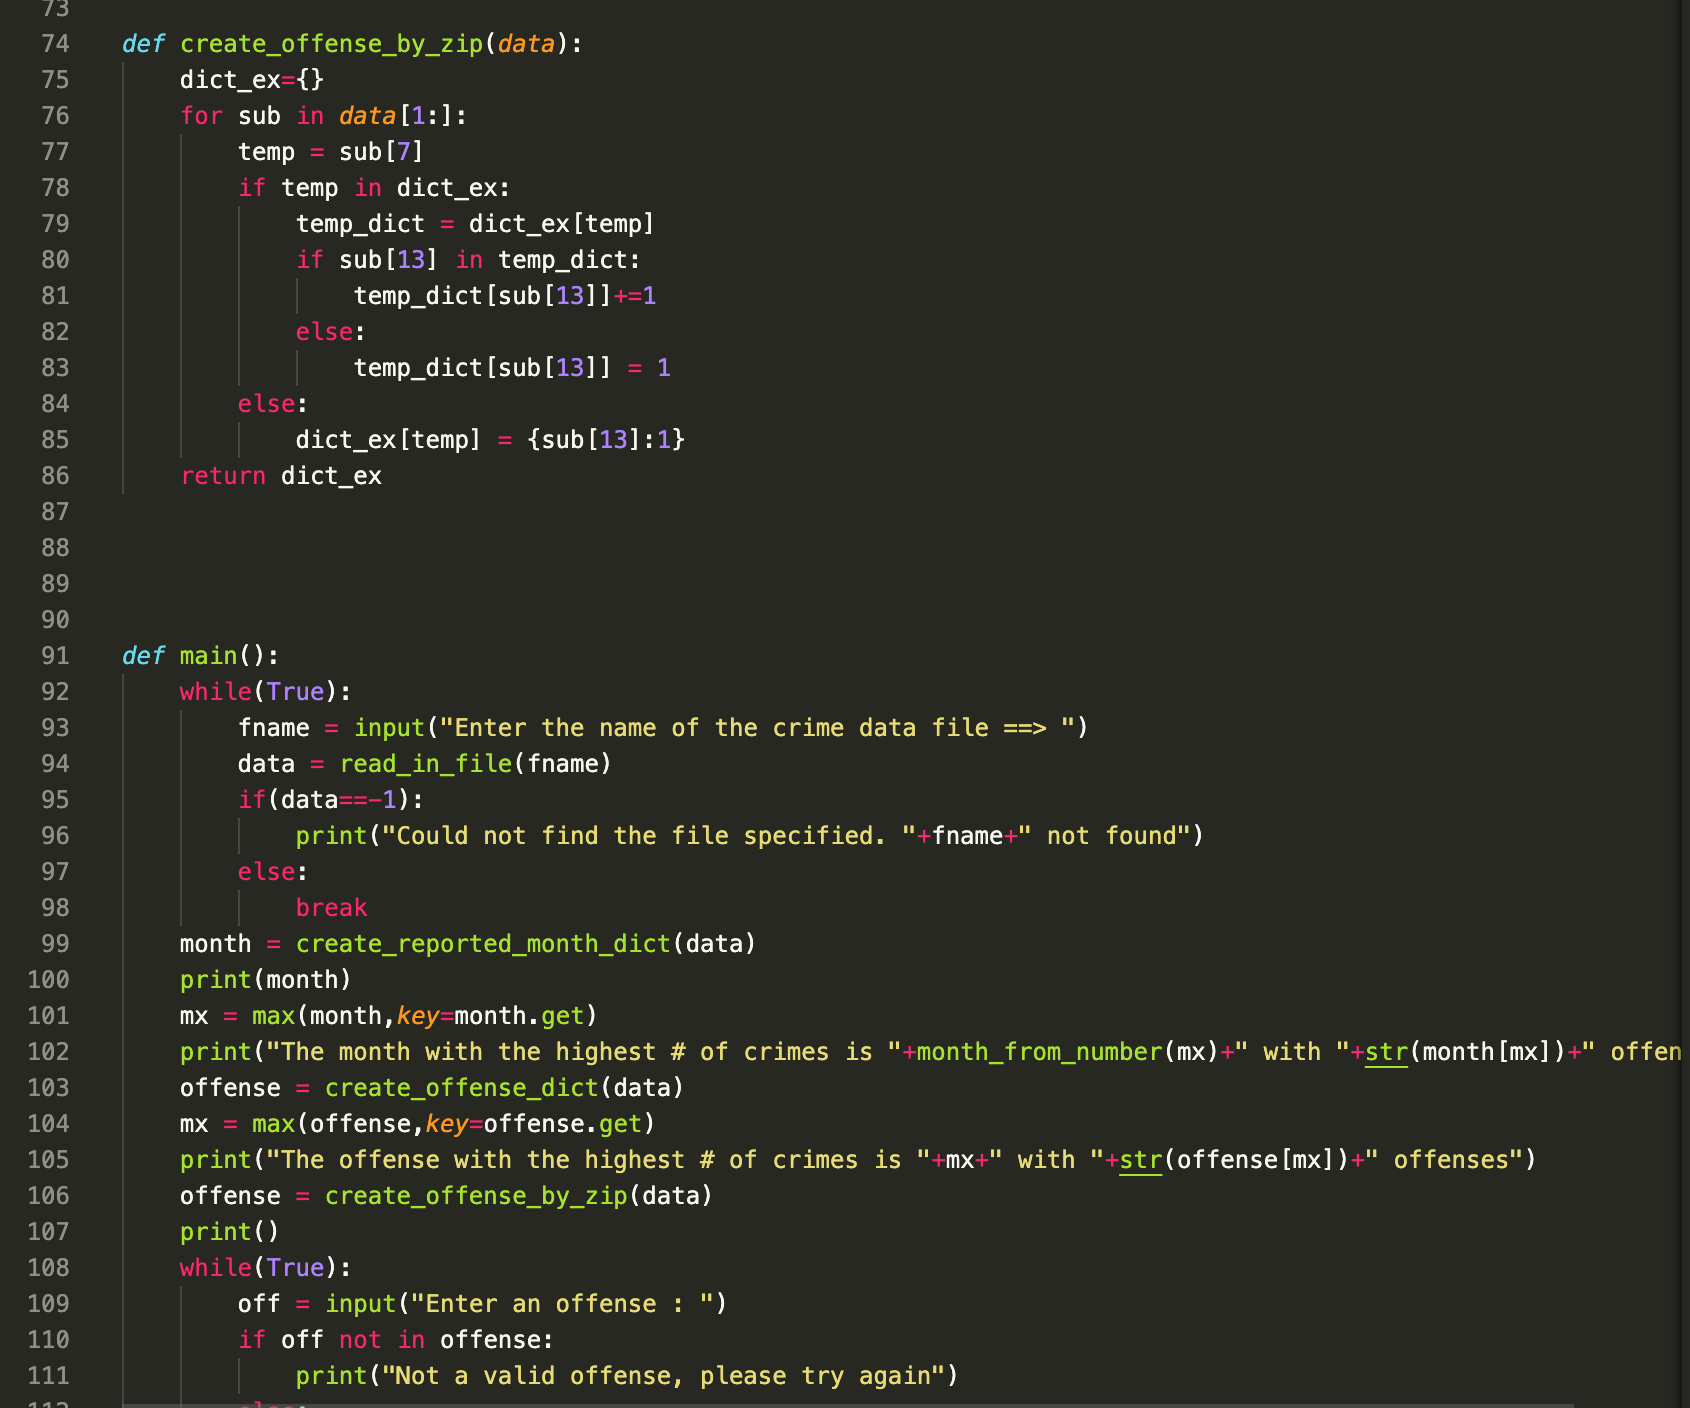 73
74 def create_offense_by_zip(data):
75     dict_ex={}
76     for sub in data[1:]:
77         temp = sub[7]
78         if temp in dict_ex:
79             temp_dict = dict_ex[temp]
80             if sub[13] in temp_dict:
81                 temp_dict[sub[13]]+=1
82             else:
83                 temp_dict[sub[13]] = 1
84         else:
85             dict_ex[temp] = {sub[13]:1}
86     return dict_ex
87
88
89
90
91 def main():
92     while(True):
93         fname = input("Enter the name of the crime data file ==> ")
94         data = read_in_file(fname)
95         if(data==-1):
96             print("Could not find the file specified. "+fname+" not found")
97         else:
98             break
99     month = create_reported_month_dict(data)
100     print(month)
101     mx = max(month,key=month.get)
102     print("The month with the highest # of crimes is "+month_from_number(mx)+" with "+str(month[mx])+" offen
103     offense = create_offense_dict(data)
104     mx = max(offense,key=offense.get)
105     print("The offense with the highest # of crimes is "+mx+" with "+str(offense[mx])+" offenses")
106     offense = create_offense_by_zip(data)
107     print()
108     while(True):
109         off = input("Enter an offense : ")
110         if off not in offense:
111             print("Not a valid offense, please try again")